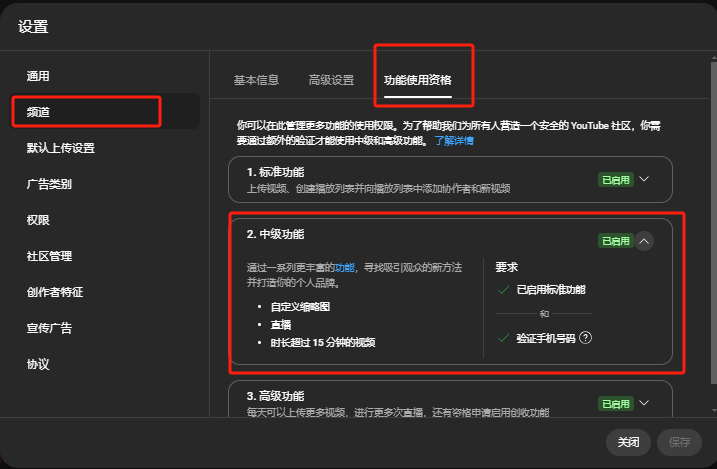 设置
通用
频道
默认上传设置
广告类别
权限
社区管理
创作者特征
宣传广告
协议
基本信息
高级设置
功能使用资格
你可以在此管理更多功能的使用权限。为了帮助我们为所有人营造一个安全的 YouTube 社区，你需
要通过额外的验证才能使用中级和高级功能。 了解详情
1. 标准功能
上传视频、创建播放列表并向播放列表中添加协作者和新视频
已启用
2. 中级功能
已启用
通过一系列更丰富的功能，寻找吸引观众的新方法
并打造你的个人品牌。
• 自定义缩略图
• 直播
• 时长超过 15 分钟的视频
要求
已启用标准功能
和
验证手机号码
3. 高级功能
每天可以上传更多视频，进行更多次直播，还有资格申请启用创收功能
已启用
关闭
保存